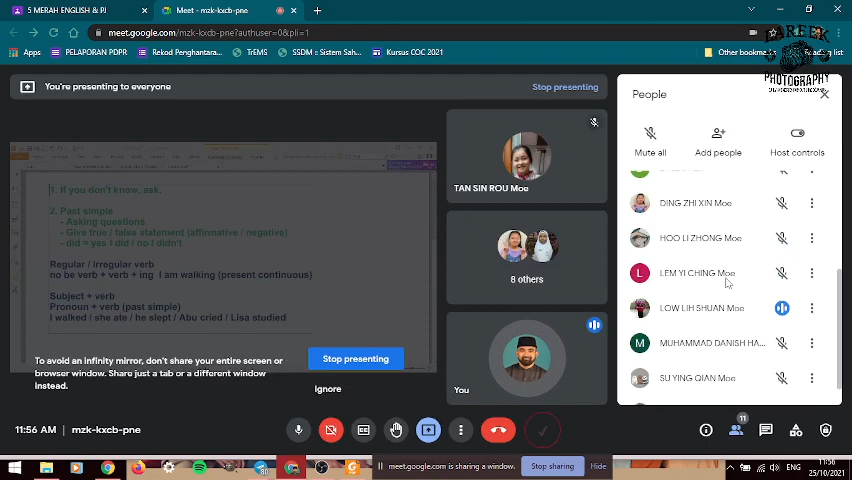 5 MERAH ENGLISH & PJ
Meet - mzk-kxcb-pne
meet.google.com/mzk-kxcb-pne?authuser=0&pli=1
Apps
PELAPORAN PDPR
Rekod Penghantara...
TrEMS
SSDM :: Sistem Sah...
Kursus COC 2021
Other bookmarks
Reading list
PHOTOGRAPHY
You're presenting to everyone
Stop presenting
People
Mute all
Add people
Host controls
1. If you don't know, ask.
2. Past simple
- Asking questions
- Give true / false statement (affirmative / negative)
- did = yes I did / no I didn't
Regular / irregular verb
no be verb + verb + ing I am walking (present continuous)
Subject + verb
Pronoun + verb (past simple)
I walked / she ate / he slept / Abu cried / Lisa studied
To avoid an infinity mirror, don't share your entire screen or
browser window. Share just a tab or a different window
instead.
Stop presenting
Ignore
TAN SIN ROU Moe
8 others
You
DING ZHI XIN Moe
HOO LI ZHONG Moe
LEM YI CHING Moe
LOW LIH SHUAN Moe
MUHAMMAD DANISH HA...
SU YING QIAN Moe
11:56 AM | mzk-kxcb-pne
11
meet.google.com is sharing a window.
Stop sharing
Hide
ENG
11:56
25/10/2021